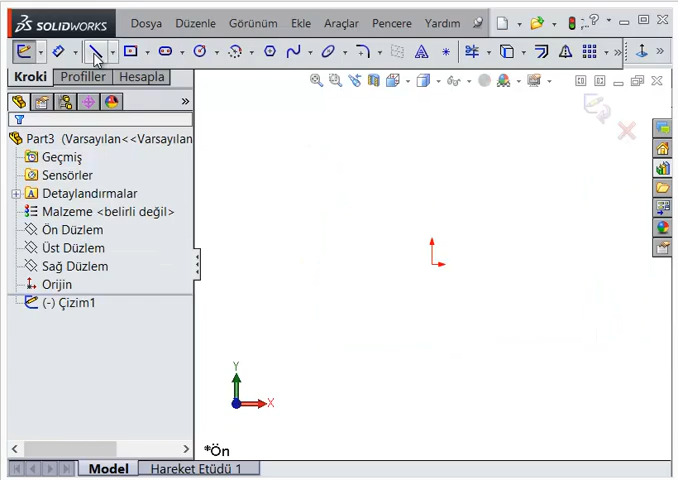 SOLIDWORKS Dosya Düzenle Görünüm Ekle Araçlar Pencere Yardım
Kroki Profiller Hesapla
Part3 (Varsayılan<<Varsayılan
Geçmiş
Sensörler
A Detaylandırmalar
Malzeme <belirli değil>
Ön Düzlem
Üst Düzlem
Sağ Düzlem
Orijin
(-) Çizim1
Y
X
*Ön
Model Hareket Etüdü 1